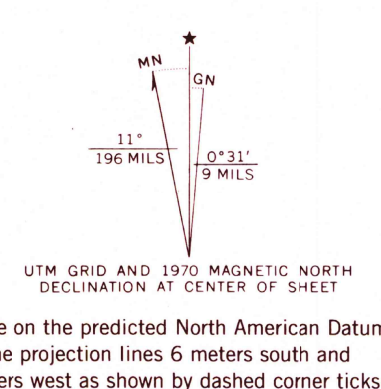 ★
MN
GN
11°
196 MILS
0°31'
9 MILS
UTM GRID AND 1970 MAGNETIC NORTH
DECLINATION AT CENTER OF SHEET
e on the predicted North American Datum
e projection lines 6 meters south and
ers west as shown by dashed corner ticks